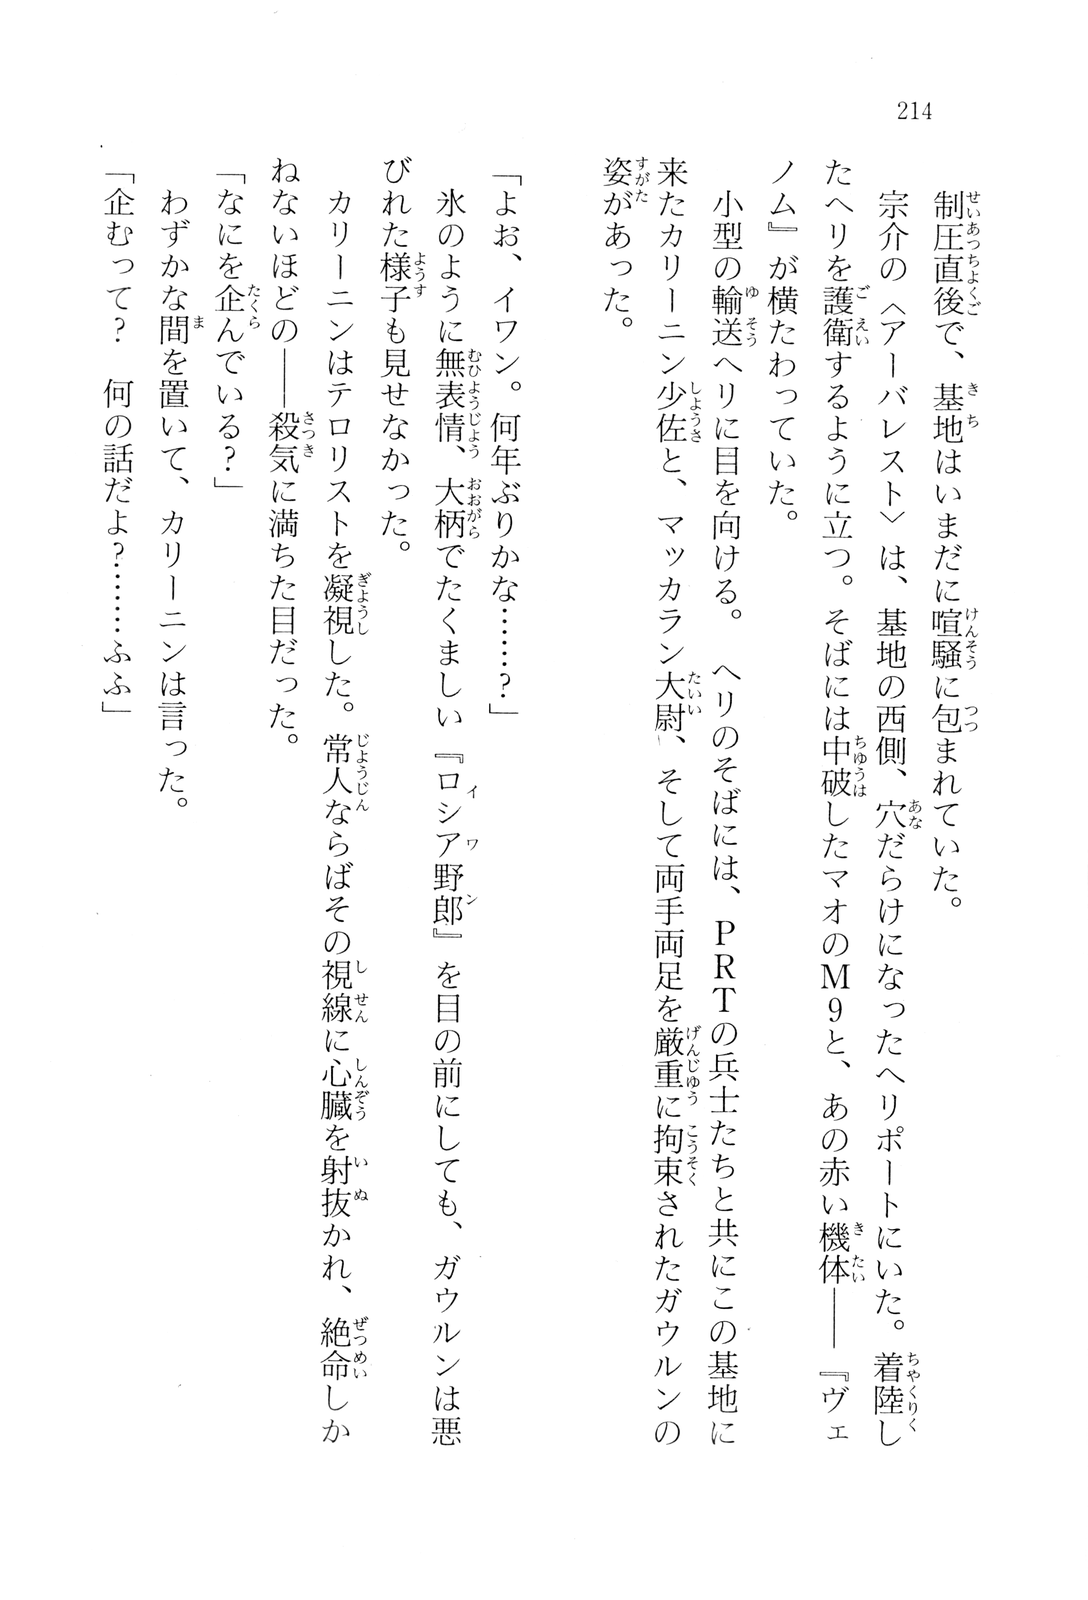 214
制圧直後で、基地はいまだに喧騒に包まれていた。
宗介の〈アーバレスト〉は、基地の西側、穴だらけになったヘリポートにいた。着陸し
たヘリを護衛するように立つ。そばには中破したマオのM9と、あの赤い機体――『ヴェ
ノム』が横たわっていた。
小型の輸送ヘリに目を向ける。ヘリのそばには、PRTの兵士たちと共にこの基地に
来たカリーニン少佐と、マッカラン大尉、そして両手両足を厳重に拘束されたガウルンの
姿があった。
「よお、イワン。何年ぶりかな……？」
氷のように無表情、大柄でたくましい『ロシア野郎』を目の前にしても、ガウルンは悪
びれた様子も見せなかった。
カリーニンはテロリストを凝視した。常人ならばその視線に心臓を射抜かれ、絶命しか
ねないほどの――殺気に満ちた目だった。
「なにを企んでいる？」
わずかな間を置いて、カリーニンは言った。
「企むって？　何の話だよ？……ふふ」